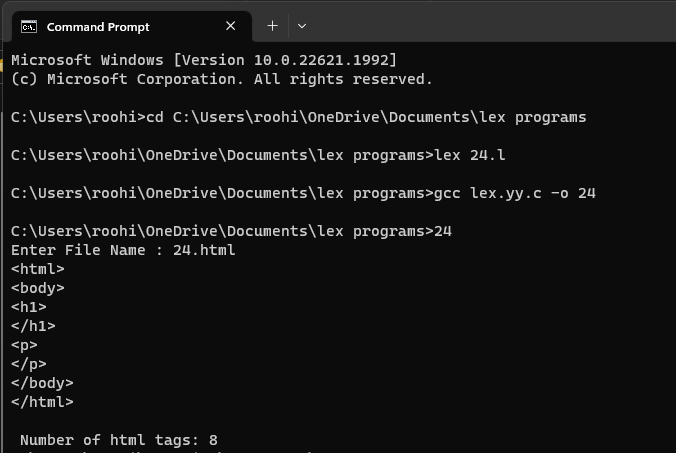 Command Prompt
Microsoft Windows [Version 10.0.22621.1992]
(c) Microsoft Corporation. All rights reserved.
C:\Users\roohi>cd C:\Users\roohi\OneDrive\Documents\lex programs
C:\Users\roohi\OneDrive\Documents\lex programs>lex 24.l
C:\Users\roohi\OneDrive\Documents\lex programs>gcc lex.yy.c -o 24
C:\Users\roohi\OneDrive\Documents\lex programs>24
Enter File Name : 24.html
<html>
<body>
<h1>
</h1>
<p>
</p>
</body>
</html>
Number of html tags: 8